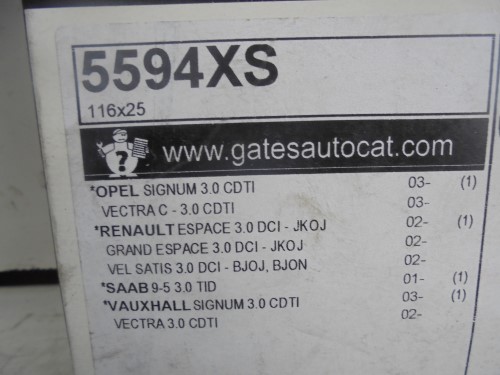 5594XS
116x25
? www.gatesautocat.com
*OPEL SIGNUM 3.0 CDTI 03- (1)
VECTRA C - 3.0 CDTI 03-
*RENAULT ESPACE 3.0 DCI - JKOJ 02- (1)
GRAND ESPACE 3.0 DCI - JKOJ 02-
VEL SATIS 3.0 DCI - BJOJ, BJON 02-
*SAAB 9-5 3.0 TID 01- (1)
*VAUXHALL SIGNUM 3.0 CDTI 03- (1)
VECTRA 3.0 CDTI 02-